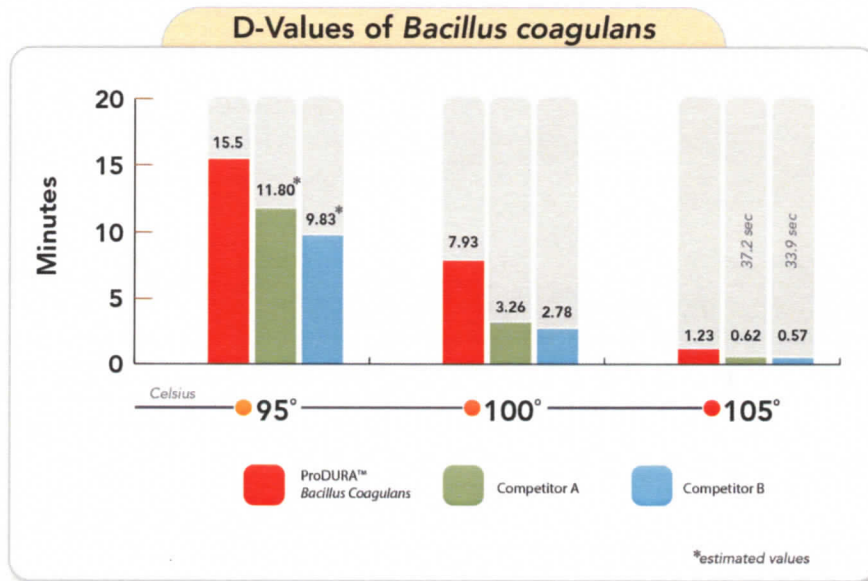 D-Values of Bacillus coagulans
Minutes
20
15
10
5
0
15.5
11.80*
9.83*
7.93
3.26
2.78
1.23
0.62
0.57
37.2 sec
33.9 sec
Celsius
95°
100°
105°
ProDURA™
Bacillus Coagulans
Competitor A
Competitor B
*estimated values